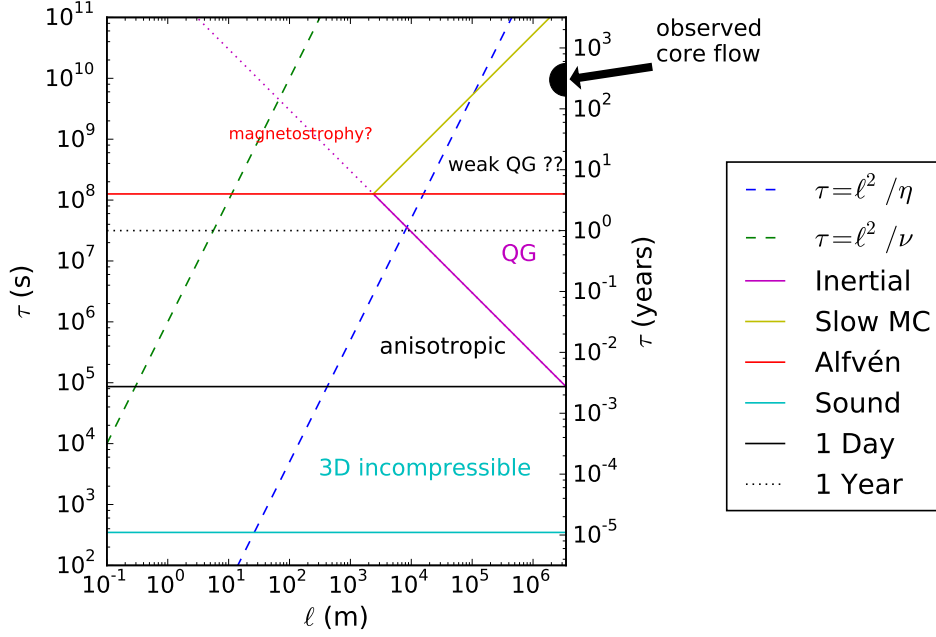 10^11
10^10
10^9
10^8
10^7
10^6
10^5
10^4
10^3
10^2
τ (s)
10^-1
10^0
10^1
10^2
10^3
10^4
10^5
10^6
ℓ (m)
10^3
10^2
10^1
10^0
10^-1
10^-2
10^-3
10^-4
10^-5
τ (years)
observed
core flow
magnetostrophy?
weak QG ??
QG
anisotropic
3D incompressible
τ = ℓ^2 /η
τ = ℓ^2 /ν
Inertial
Slow MC
Alfvén
Sound
1 Day
1 Year